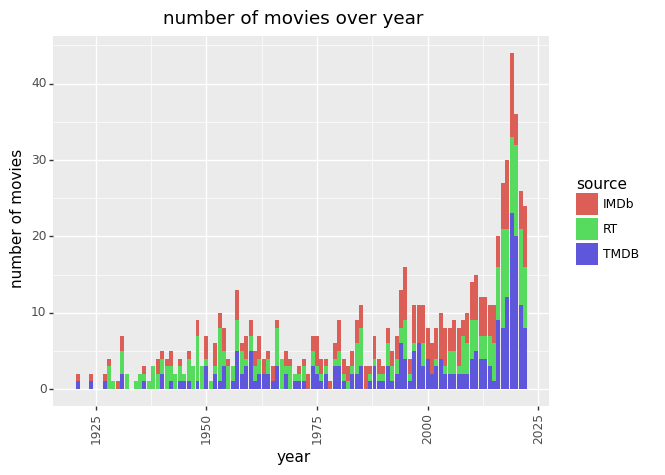 number of movies over year
number of movies
40
30
20
10
0
1925
1950
1975
2000
2025
year
source
IMDb
RT
TMDB